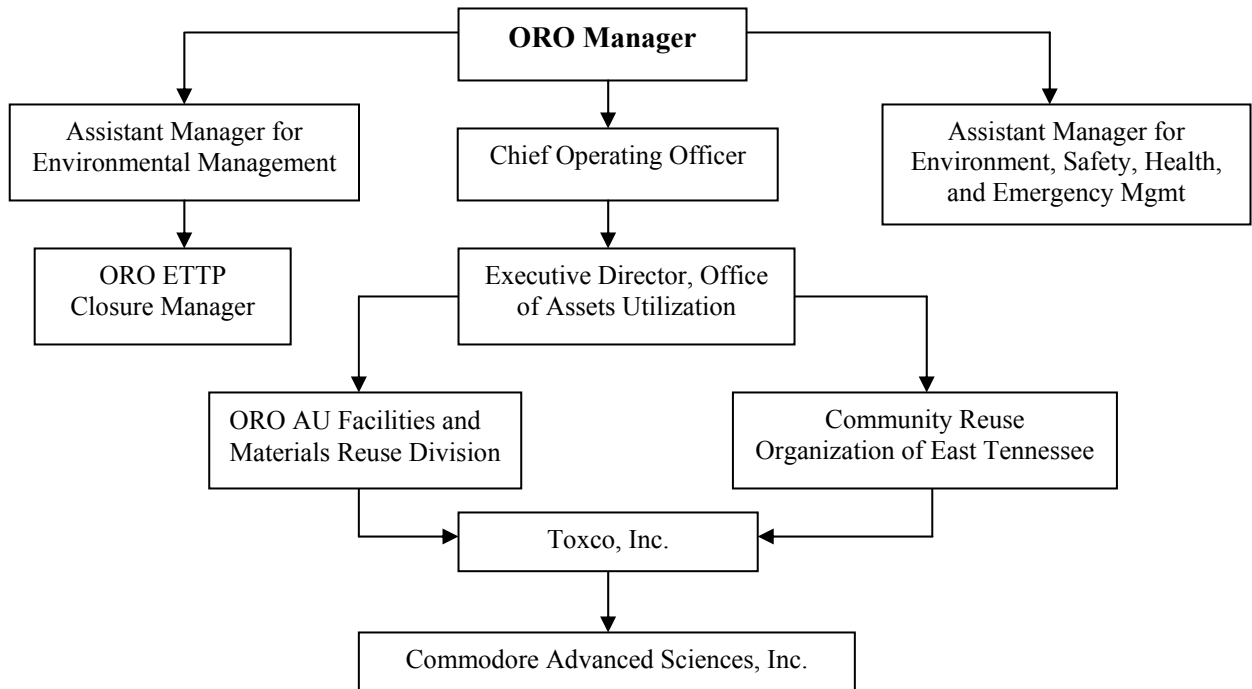 ORO Manager
Assistant Manager for
Environmental Management
Chief Operating Officer
Assistant Manager for
Environment, Safety, Health,
and Emergency Mgmt
ORO ETTP
Closure Manager
Executive Director, Office
of Assets Utilization
ORO AU Facilities and
Materials Reuse Division
Community Reuse
Organization of East Tennessee
Toxco, Inc.
Commodore Advanced Sciences, Inc.